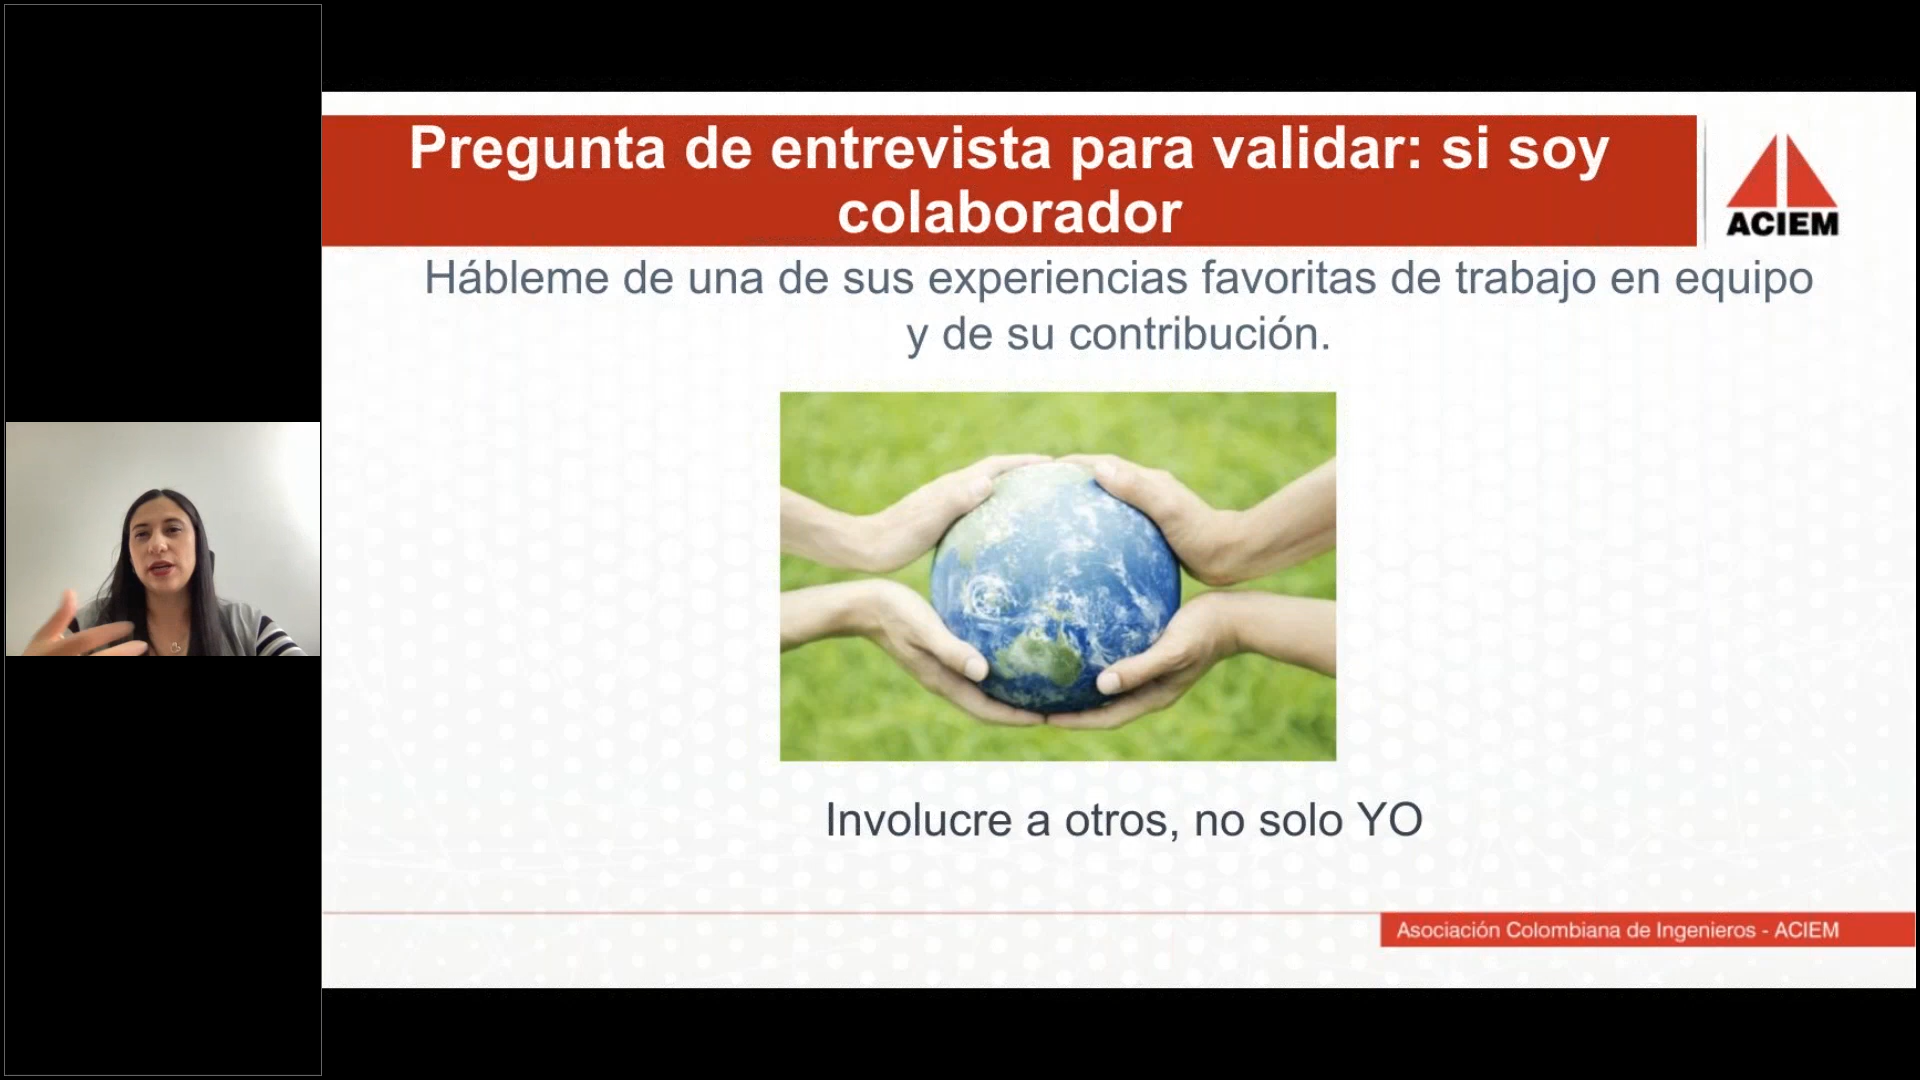 Pregunta de entrevista para validar: si soy
colaborador
ACIEM
Hábleme de una de sus experiencias favoritas de trabajo en equipo
y de su contribución.
Involucre a otros, no solo YO
Asociación Colombiana de Ingenieros - ACIEM